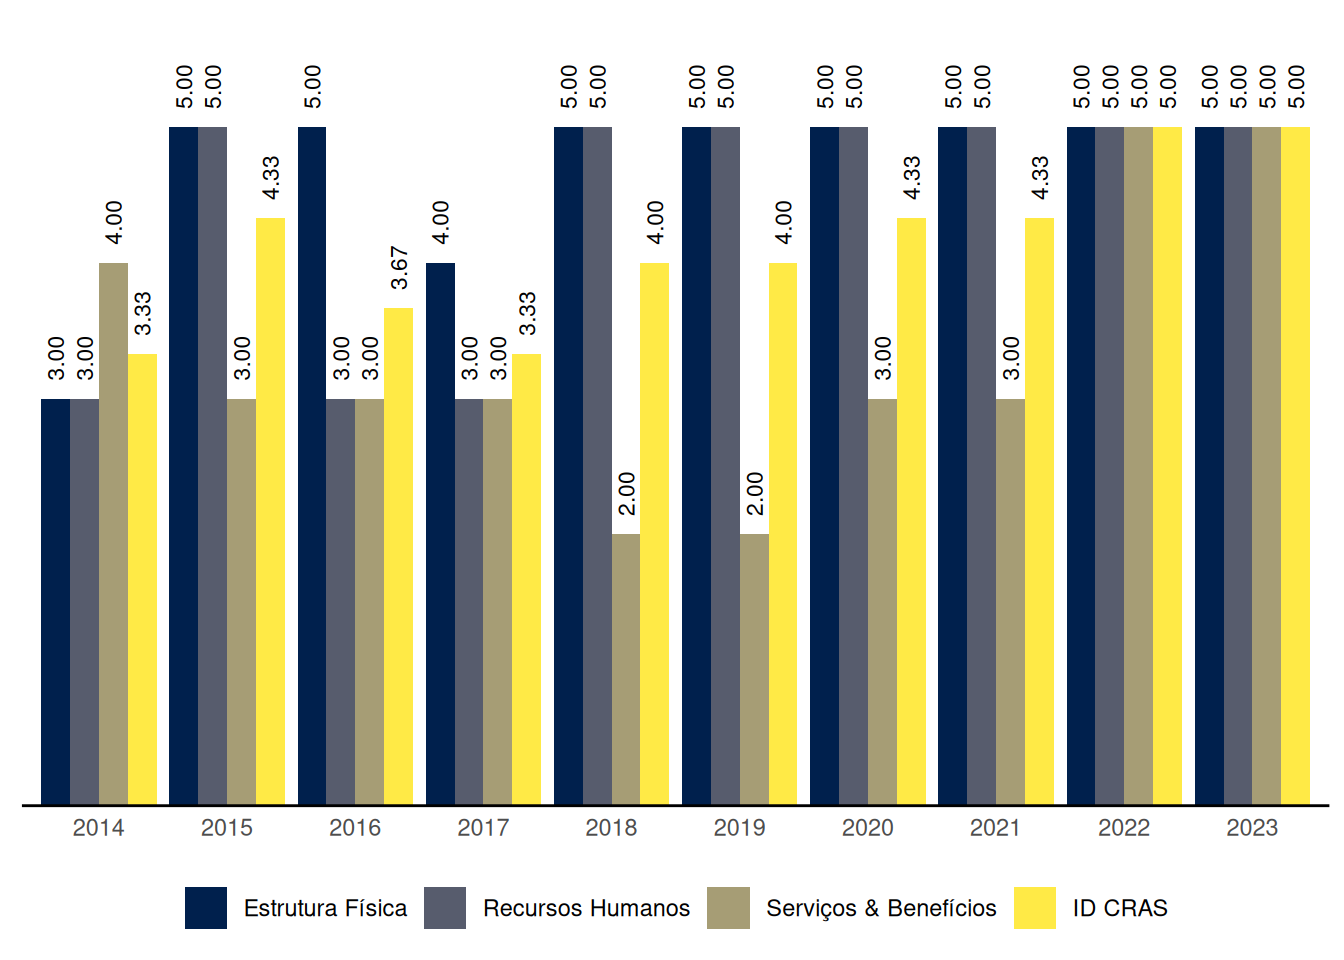 5.00 5.00 5.00 5.00 5.00 5.00 5.00 5.00 5.00 5.00 5.00 5.00 5.00 5.00 5.00 5.00 5.00 5.00 5.00
4.33 4.33 4.33
4.00 4.00 4.00 4.00
3.67
3.33 3.33
3.00 3.00 3.00 3.00 3.00 3.00 3.00 3.00 3.00
2.00 2.00
2014 2015 2016 2017 2018 2019 2020 2021 2022 2023
Estrutura Física Recursos Humanos Serviços & Benefícios ID CRAS